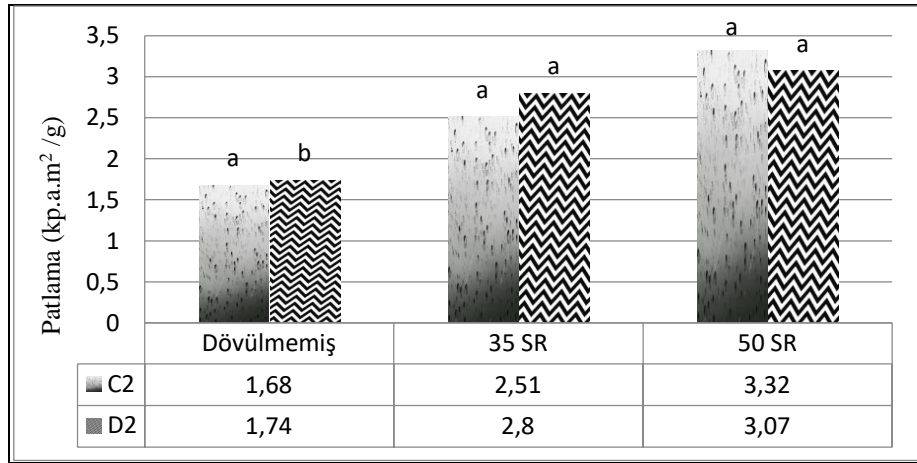 Patlama (kp.a.m² /g)
3,5
3
2,5
2
1,5
1
0,5
0
a
b
a
a
a
a
Dövülmemiş 35 SR 50 SR
C2 1,68 2,51 3,32
D2 1,74 2,8 3,07